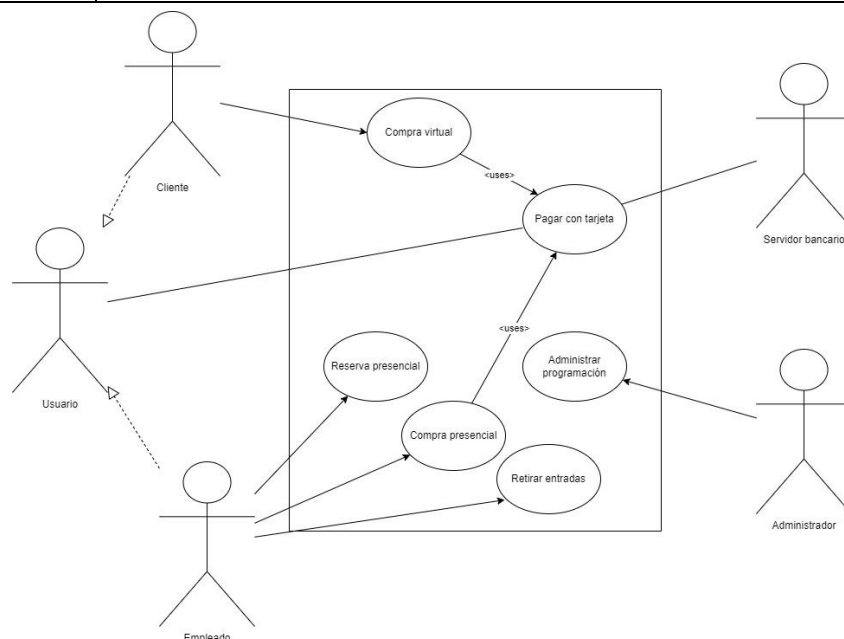 Cliente
Compra virtual
<uses>
Pagar con tarjeta
Servidor bancario
Usuario
<uses>
Reserva presencial
Administrar
programación
Compra presencial
Retirar entradas
Administrador
Empleado